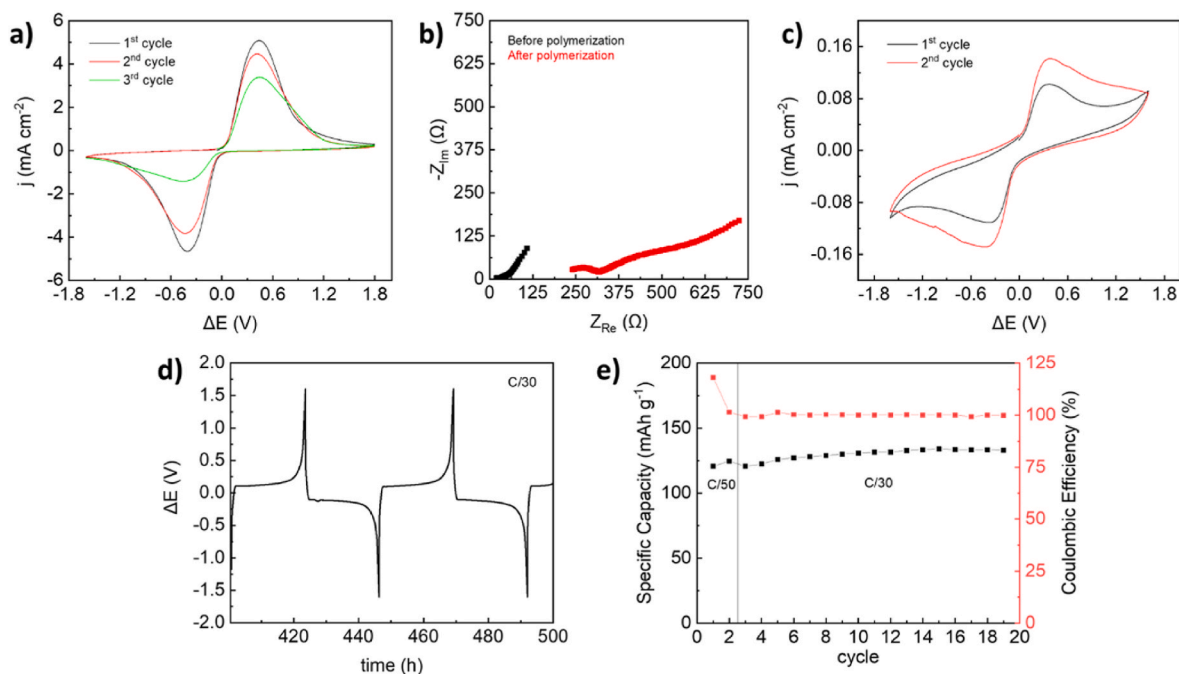 a)
6
4
2
0
-2
-4
-6
j (mA cm⁻²)
1ˢᵗ cycle
2ⁿᵈ cycle
3ʳᵈ cycle
-1.8 -1.2 -0.6 0.0 0.6 1.2 1.8
ΔE (V)
b)
750
625
500
375
250
125
0
-Z_Im (Ω)
Before polymerization
After polymerization
0 125 250 375 500 625 750
Z_Re (Ω)
c)
0.16
0.08
0.00
-0.08
-0.16
j (mA cm⁻²)
1ˢᵗ cycle
2ⁿᵈ cycle
-1.8 -1.2 -0.6 0.0 0.6 1.2 1.8
ΔE (V)
d)
2.0
1.5
1.0
0.5
0.0
-0.5
-1.0
-1.5
-2.0
ΔE (V)
C/30
420 440 460 480 500
time (h)
e)
200
150
100
50
0
Specific Capacity (mAh g⁻¹)
C/50
C/30
125
100
75
50
25
0
Coulombic Efficiency (%)
0 2 4 6 8 10 12 14 16 18 20
cycle